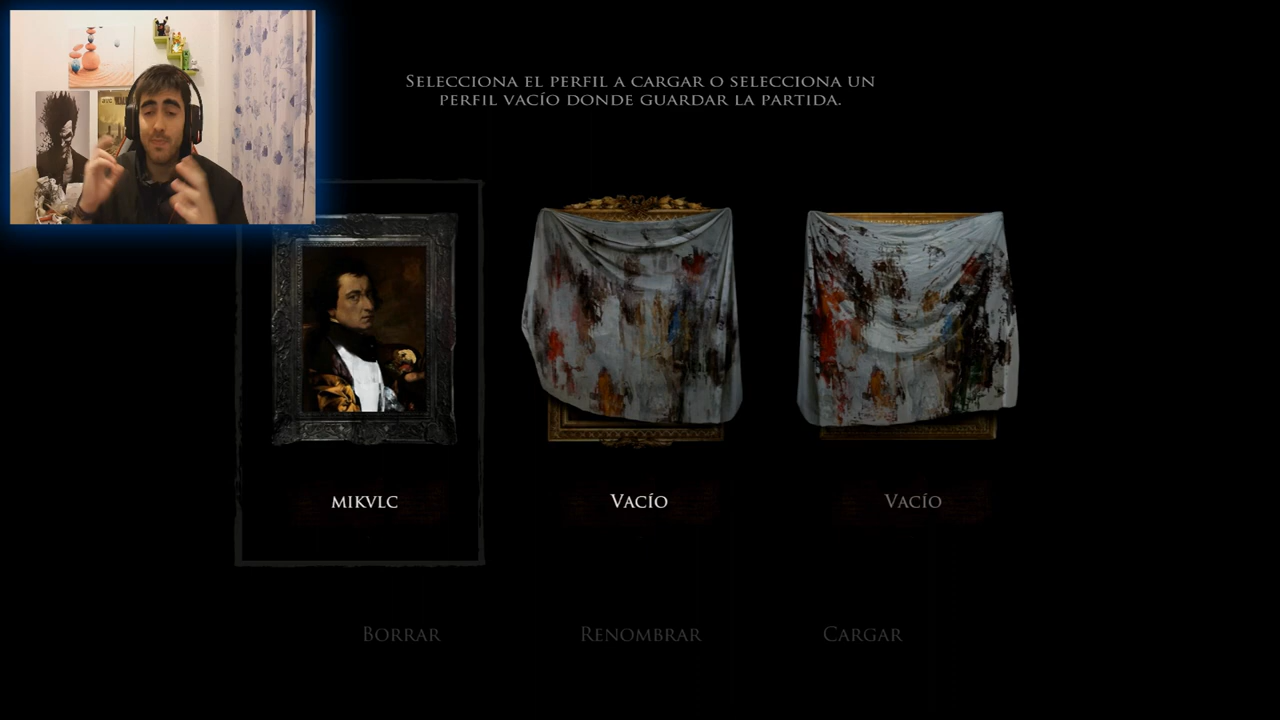 Selecciona el perfil a cargar o selecciona un
perfil vacío donde guardar la partida.
MIKVLC
Vacío
Vacío
Borrar
Renombrar
Cargar